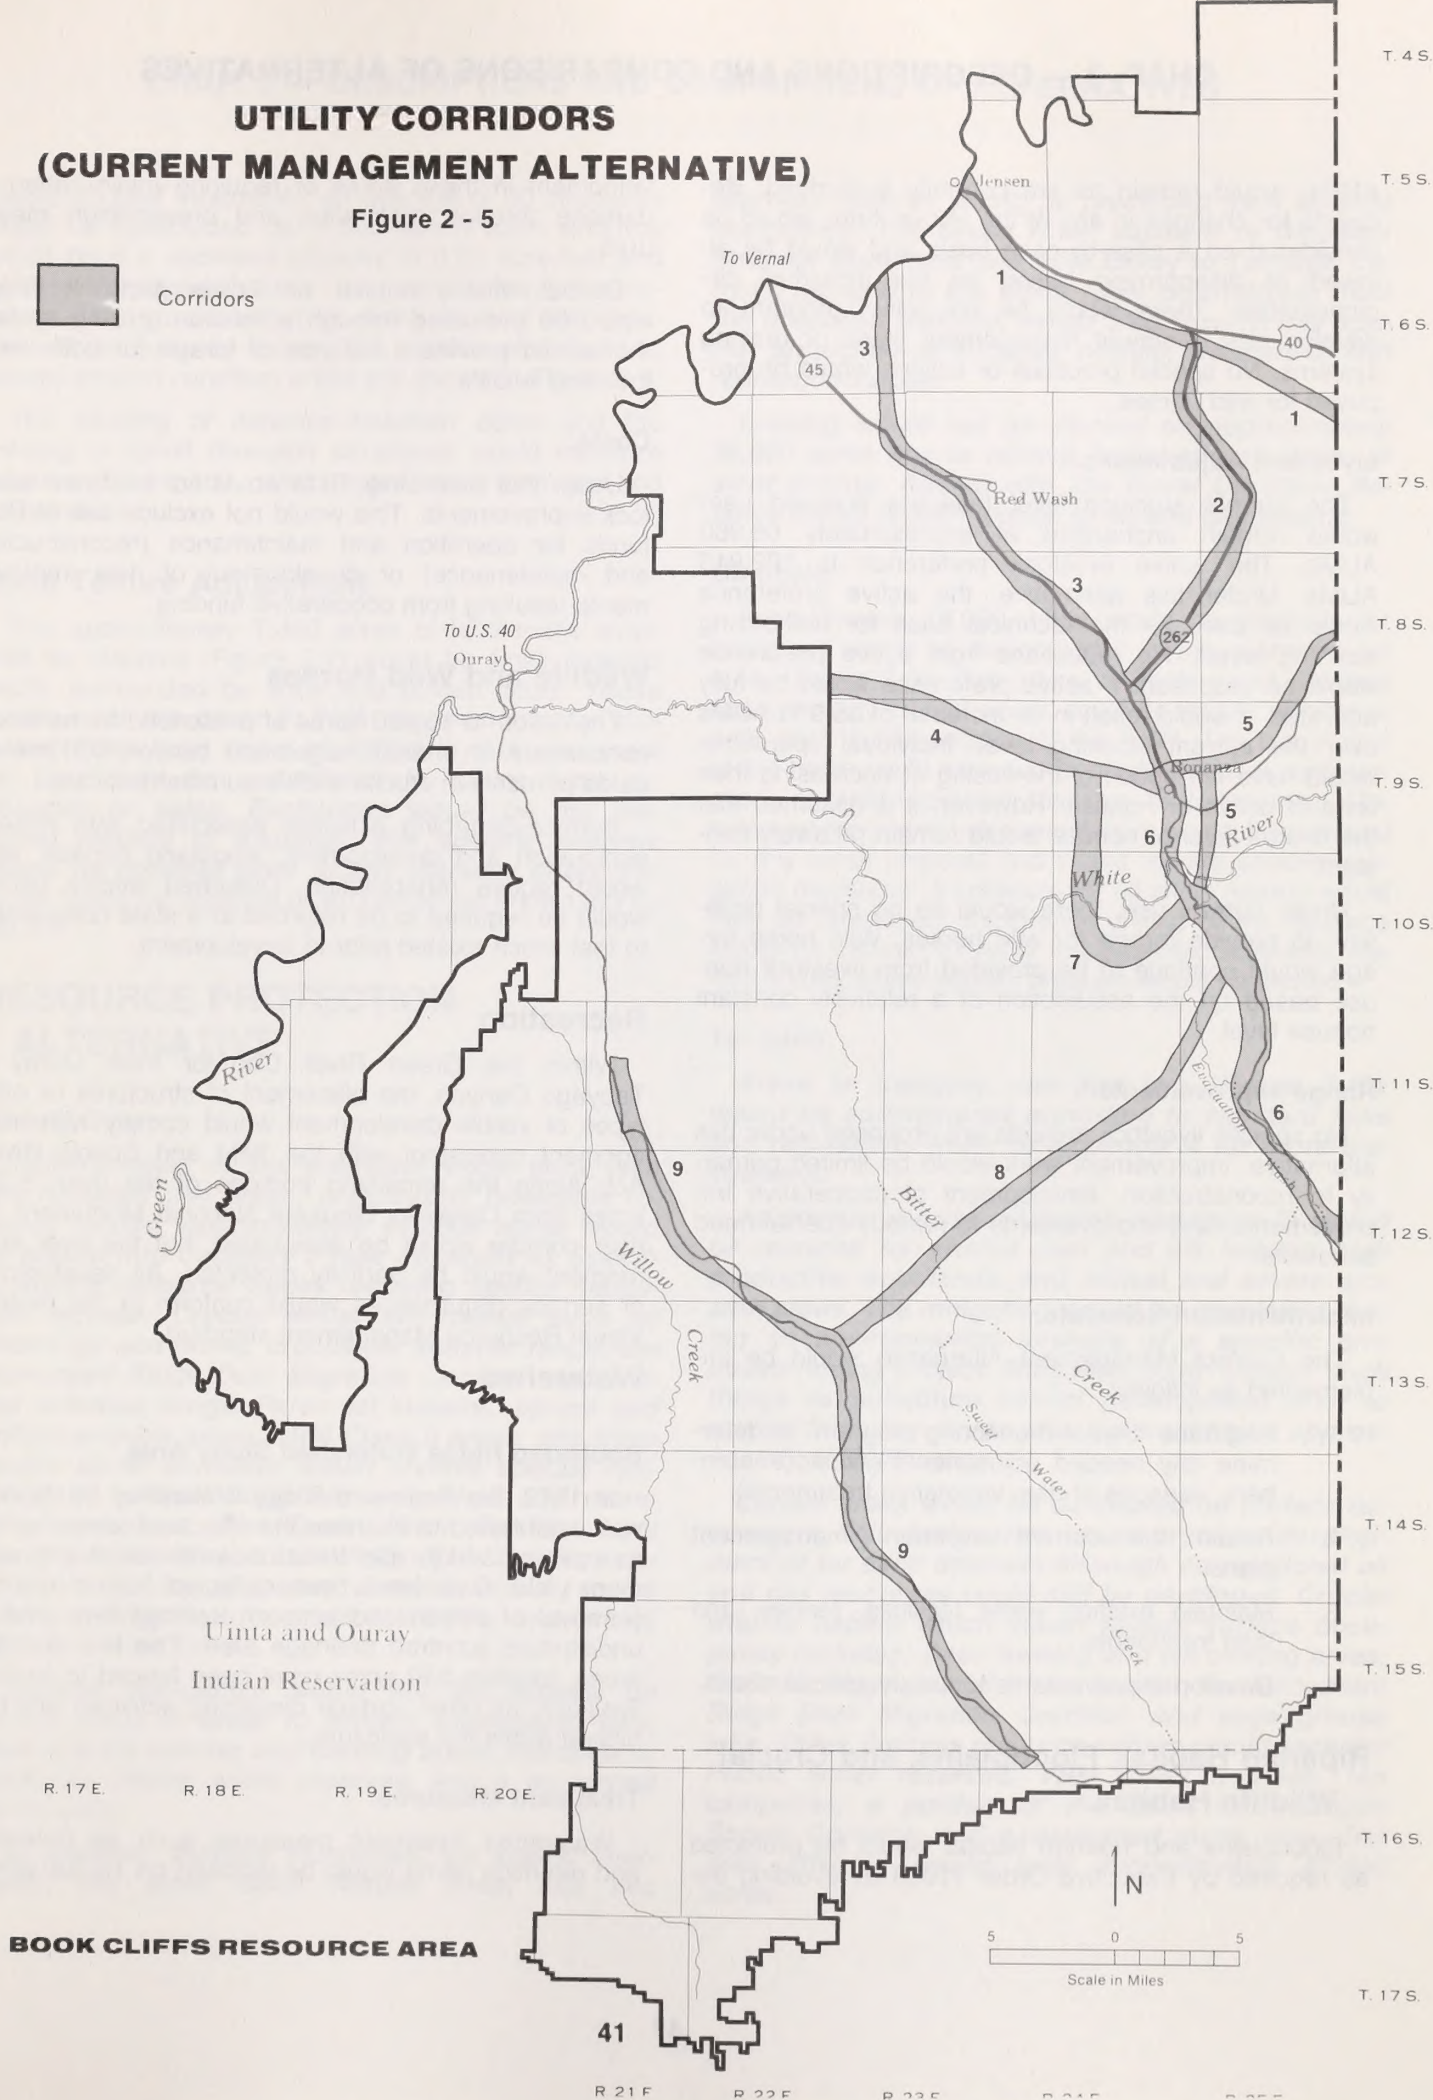 UTILITY CORRIDORS
(CURRENT MANAGEMENT ALTERNATIVE)
Figure 2 - 5
Corridors
T. 4 S.
Jensen
T. 5 S.
To Vernal
1
T. 6 S.
3
45
40
1
T. 7 S.
Red Wash
2
3
To U.S. 40
Ouray
T. 8 S.
262
4
5
Bonanza
T. 9 S.
5
6
River
White
T. 10 S.
7
River
T. 11 S.
Evacuation
6
9
8
Wash
Bitter
Green
T. 12 S.
Willow
Creek
Creek
T. 13 S.
Sweet
Water
9
T. 14 S.
Uinta and Ouray
Indian Reservation
Creek
T. 15 S.
R. 17 E.
R. 18 E.
R. 19 E.
R. 20 E.
T. 16 S.
N
BOOK CLIFFS RESOURCE AREA
5 0 5
Scale in Miles
T. 17 S.
41
R 21 E
R 22 E